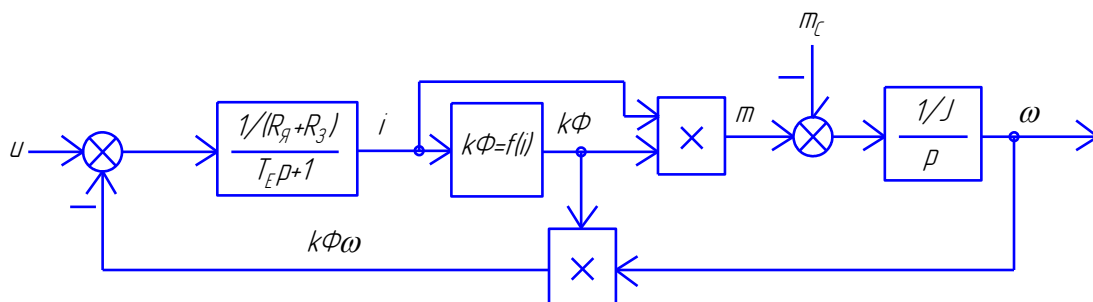 m_C
1/(R_Я+R_З)
T_E p+1
i
kФ=f(i)
kФ
×
m
1/J
p
ω
u
kФω
×